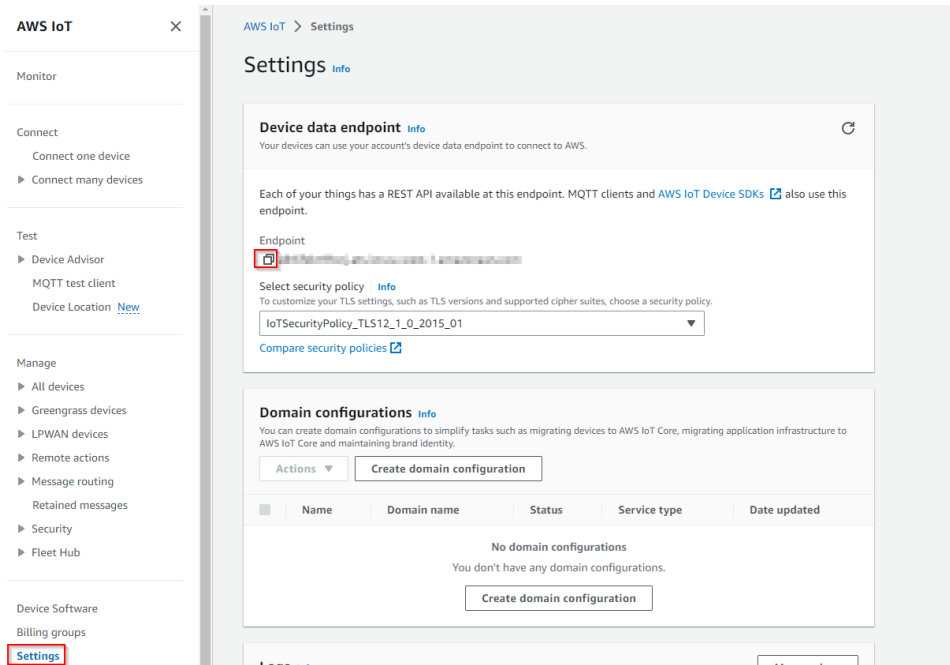 AWS IoT
Monitor
Connect
Connect one device
Connect many devices
Test
Device Advisor
MQTT test client
Device Location New
Manage
All devices
Greengrass devices
LPWAN devices
Remote actions
Message routing
Retained messages
Security
Fleet Hub
Device Software
Billing groups
Settings
AWS IoT > Settings
Settings Info
Device data endpoint Info
Your devices can use your account's device data endpoint to connect to AWS.
Each of your things has a REST API available at this endpoint. MQTT clients and AWS IoT Device SDKs also use this
endpoint.
Endpoint
Select security policy Info
To customize your TLS settings, such as TLS versions and supported cipher suites, choose a security policy.
IoTSecurityPolicy_TLS12_1_0_2015_01
Compare security policies
Domain configurations Info
You can create domain configurations to simplify tasks such as migrating devices to AWS IoT Core, migrating application infrastructure to
AWS IoT Core and maintaining brand identity.
Actions Create domain configuration
Name Domain name Status Service type Date updated
No domain configurations
You don't have any domain configurations.
Create domain configuration